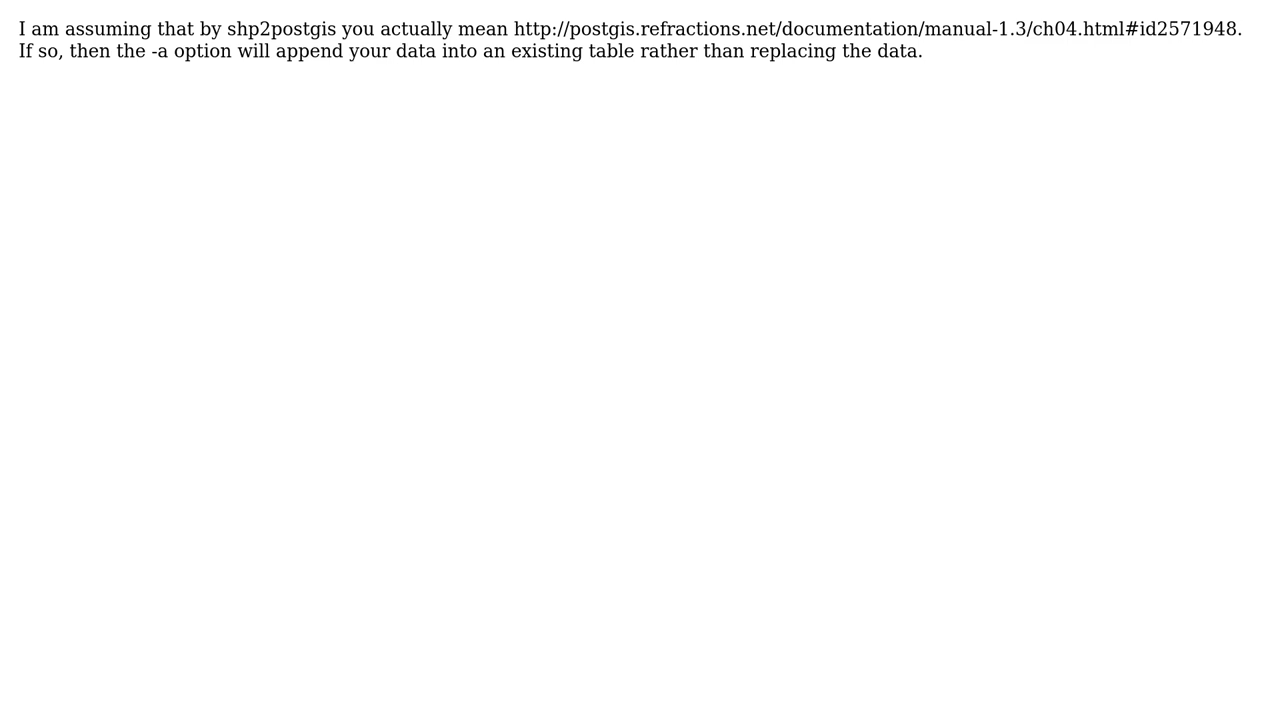 I am assuming that by shp2postgis you actually mean http://postgis.refractions.net/documentation/manual-1.3/ch04.html#id2571948.
If so, then the -a option will append your data into an existing table rather than replacing the data.